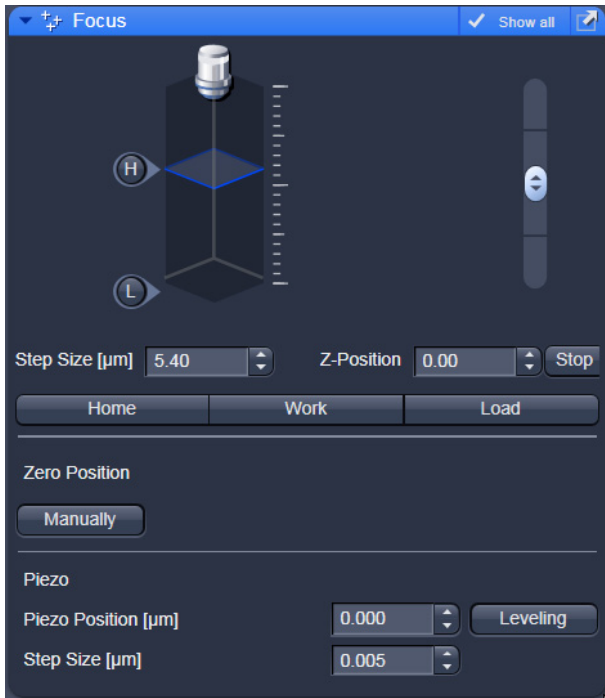 Focus Show all
H
L
Step Size [µm] 5.40 Z-Position 0.00 Stop
Home Work Load
Zero Position
Manually
Piezo
Piezo Position [µm] 0.000 Leveling
Step Size [µm] 0.005